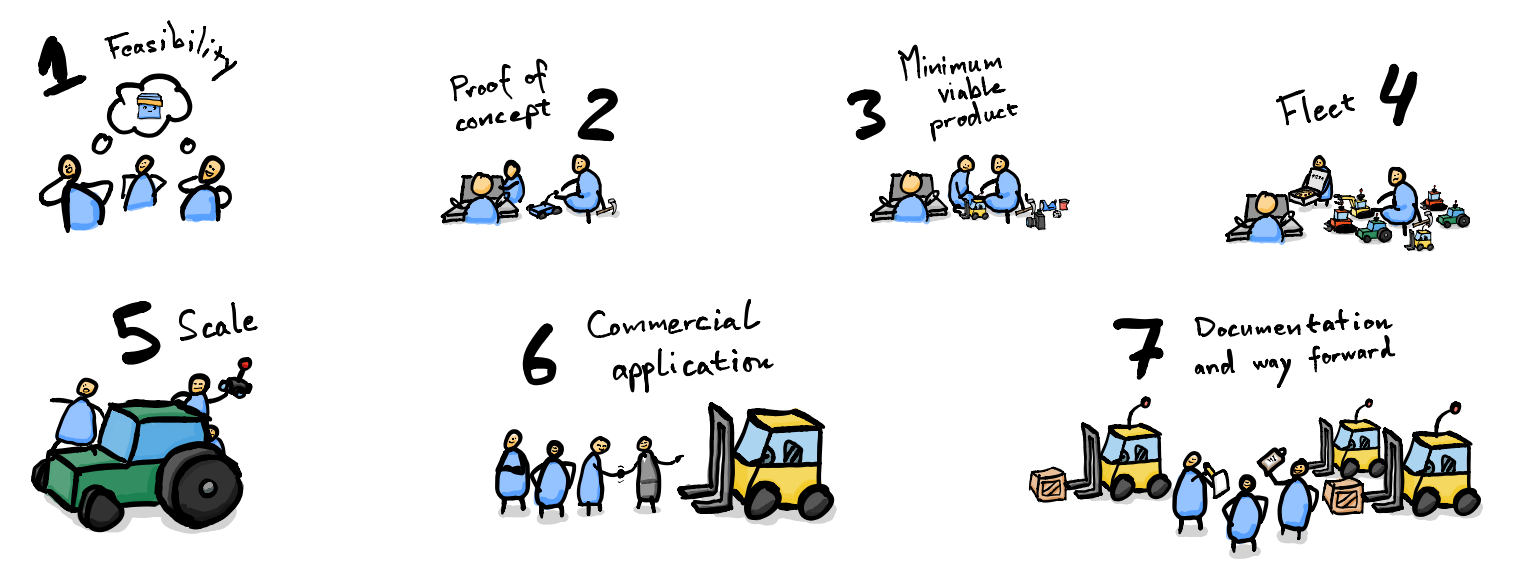 1 Feasibility
Proof of
concept 2
3 Minimum
viable
product
Fleet 4
5 Scale
6 Commercial
application
7 Documentation
and way forward